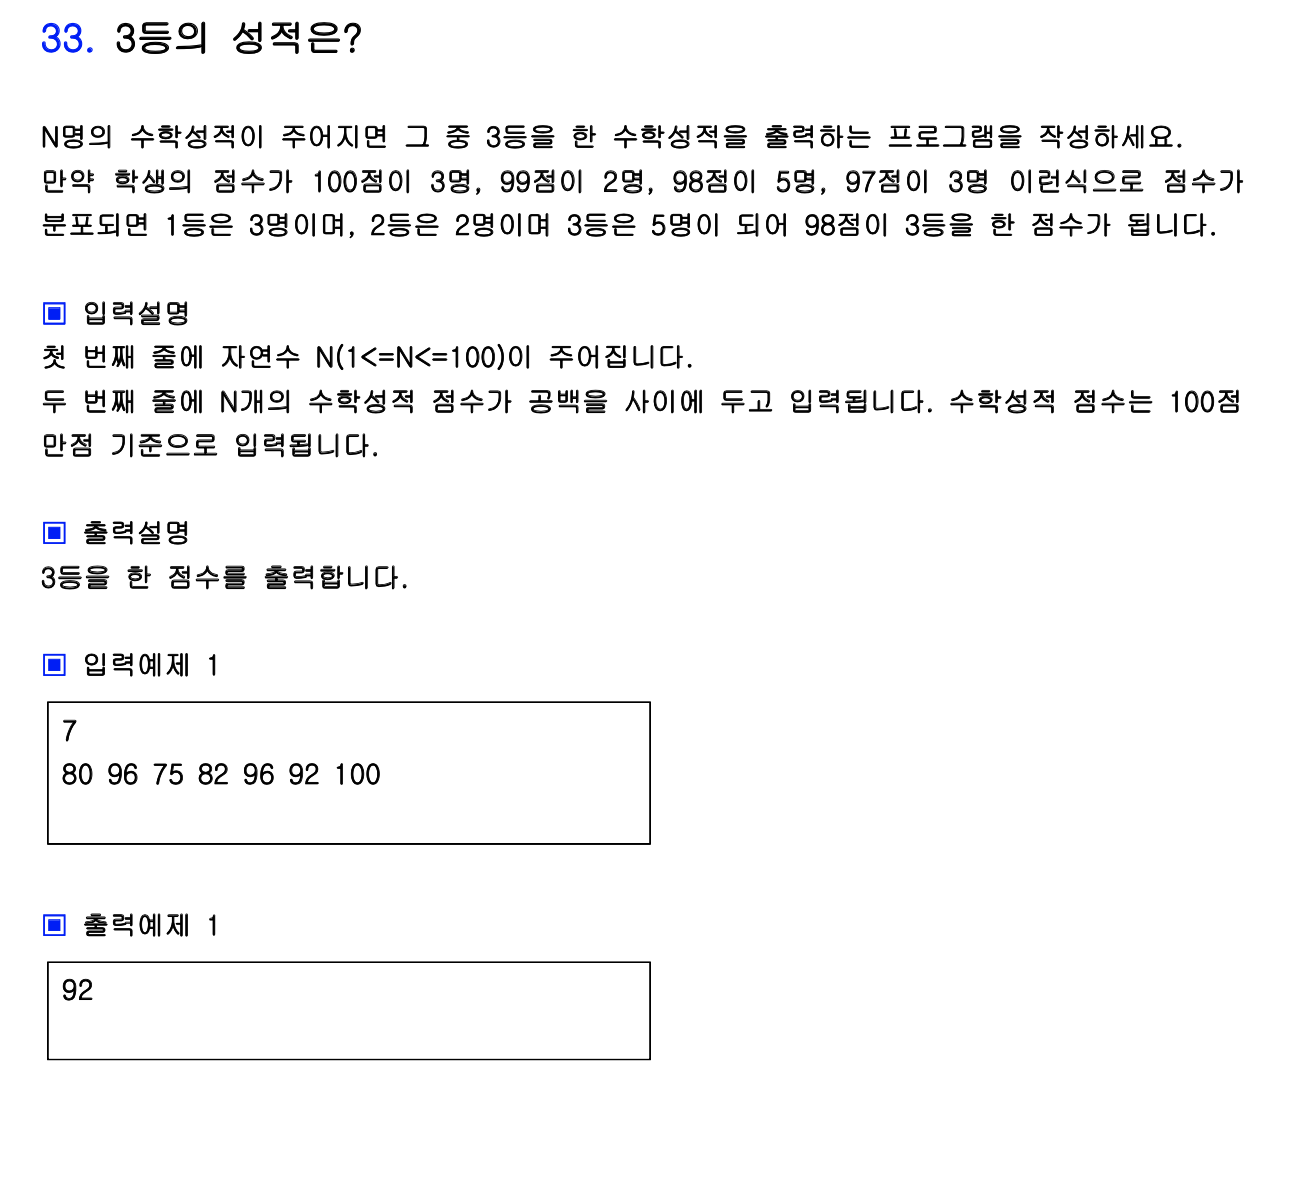 33. 3등의 성적은?
N명의 수학성적이 주어지면 그 중 3등을 한 수학성적을 출력하는 프로그램을 작성하세요.
만약 학생의 점수가 100점이 3명, 99점이 2명, 98점이 5명, 97점이 3명 이런식으로 점수가
분포되면 1등은 3명이며, 2등은 2명이며 3등은 5명이 되어 98점이 3등을 한 점수가 됩니다.
▣ 입력설명
첫 번째 줄에 자연수 N(1<=N<=100)이 주어집니다.
두 번째 줄에 N개의 수학성적 점수가 공백을 사이에 두고 입력됩니다. 수학성적 점수는 100점
만점 기준으로 입력됩니다.
▣ 출력설명
3등을 한 점수를 출력합니다.
▣ 입력예제 1
7
80 96 75 82 96 92 100
▣ 출력예제 1
92